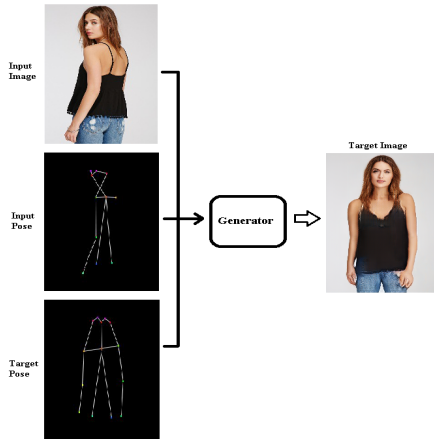 Input
Image
Input
Pose
Target
Pose
Generator
Target Image